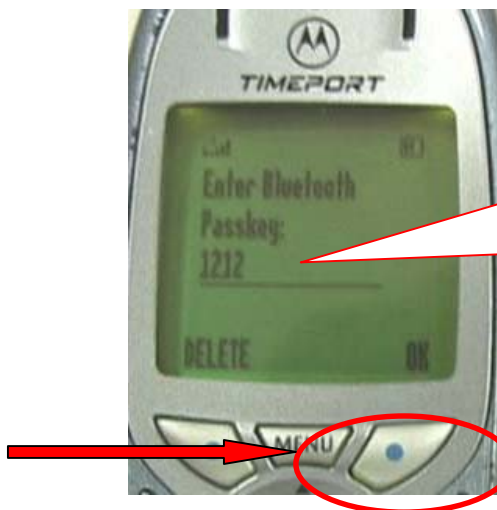 TIMEPORT
Enter Bluetooth
Passkey:
1212
DELETE OK
MENU